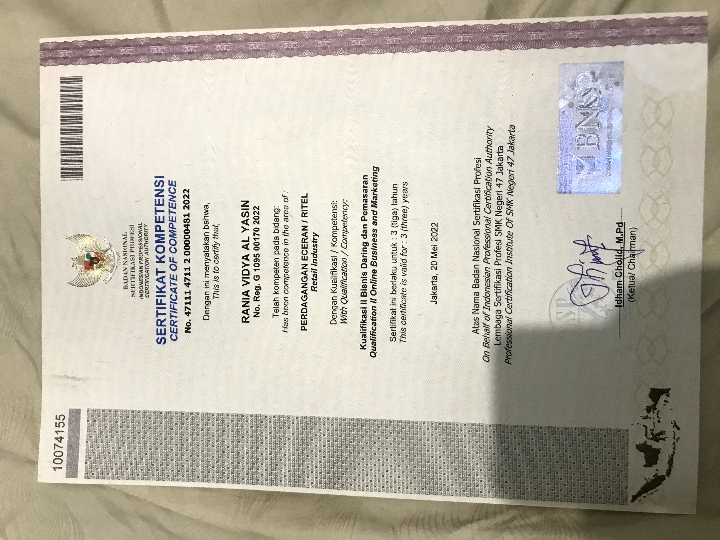 10074155
BADAN NASIONAL
SERTIFIKASI PROFESI
INDONESIAN PROFESSIONAL
CERTIFICATION AUTHORITY
SERTIFIKAT KOMPETENSI
CERTIFICATE OF COMPETENCE
No. 47111 4711 2 00000481 2022
Dengan ini menyatakan bahwa,
This is to certify that,
RANIA VIDYA AL YASIN
No. Reg. G 1095 00170 2022
Telah kompeten pada bidang:
Has been competence in the area of :
PERDAGANGAN ECERAN / RITEL
Retail Industry
Dengan Kualifikasi / Kompetensi:
With Qualification / Competency:
Kualifikasi II Bisnis Daring dan Pemasaran
Qualification II Online Business and Marketing
Sertifikat ini berlaku untuk : 3 (tiga) tahun
This certificate is valid for : 3 (three) years
Jakarta, 20 Mei 2022
Atas Nama Badan Nasional Sertifikasi Profesi
On Behalf of Indonesian Professional Certification Authority
Lembaga Sertifikasi Profesi SMK Negeri 47 Jakarta
Professional Certification Institute Of SMK Negeri 47 Jakarta
BNSP
Idham Cholid, M.Pd
(Ketua/ Chairman)